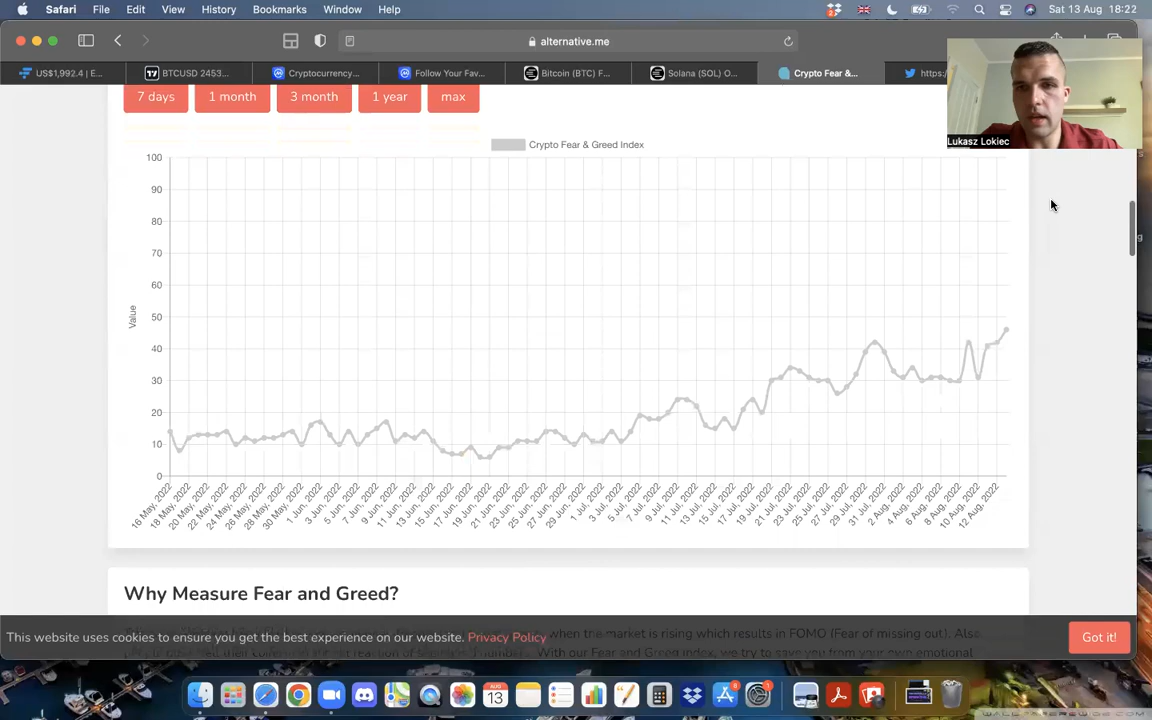 Safari File Edit View History Bookmarks Window Help Sat 13 Aug 18:22
alternative.me
US$1,992.4 | E... BTCUSD 2453... Cryptocurrency... Follow Your Fav... Bitcoin (BTC) F... Solana (SOL) O... Crypto Fear &... https:/
Lukasz Lokiec
7 days 1 month 3 month 1 year max
Crypto Fear & Greed Index
100
90
80
70
60
50
40
30
20
10
0
Value
16 May, 2022 18 May, 2022 20 May, 2022 22 May, 2022 24 May, 2022 26 May, 2022 28 May, 2022 30 May, 2022 1 Jun, 2022 3 Jun, 2022 5 Jun, 2022 7 Jun, 2022 9 Jun, 2022 11 Jun, 2022 13 Jun, 2022 15 Jun, 2022 17 Jun, 2022 19 Jun, 2022 21 Jun, 2022 23 Jun, 2022 25 Jun, 2022 27 Jun, 2022 29 Jun, 2022 1 Jul, 2022 3 Jul, 2022 5 Jul, 2022 7 Jul, 2022 9 Jul, 2022 11 Jul, 2022 13 Jul, 2022 15 Jul, 2022 17 Jul, 2022 19 Jul, 2022 21 Jul, 2022 23 Jul, 2022 25 Jul, 2022 27 Jul, 2022 29 Jul, 2022 31 Jul, 2022 2 Aug, 2022 4 Aug, 2022 6 Aug, 2022 8 Aug, 2022 10 Aug, 2022 12 Aug, 2022
Why Measure Fear and Greed?
when the market is rising which results in FOMO (Fear of missing out). Also
With our Fear and Greed Index, we try to save you from your own emotional
This website uses cookies to ensure you get the best experience on our website. Privacy Policy
Got it!
AUG
13